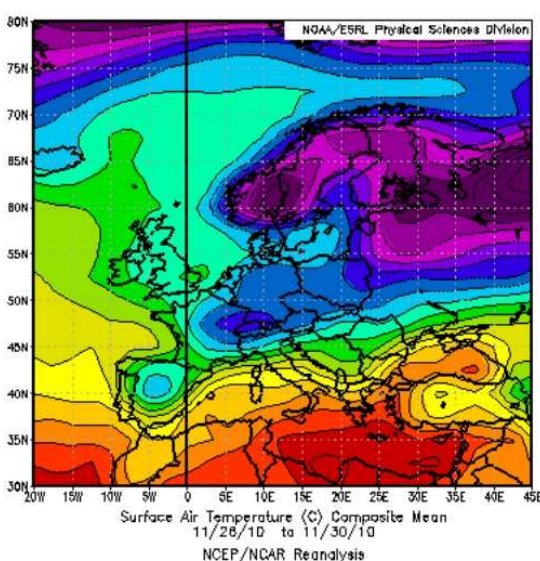 NOAA/ESRL Physical Sciences Division
80N
75N
70N
65N
60N
55N
50N
45N
40N
35N
30N
20W 15W 10W 5W 0 5E 10E 15E 20E 25E 30E 35E 40E 45E
Surface Air Temperature (C) Composite Mean
11/26/10 to 11/30/10
NCEP/NCAR Reanalysis